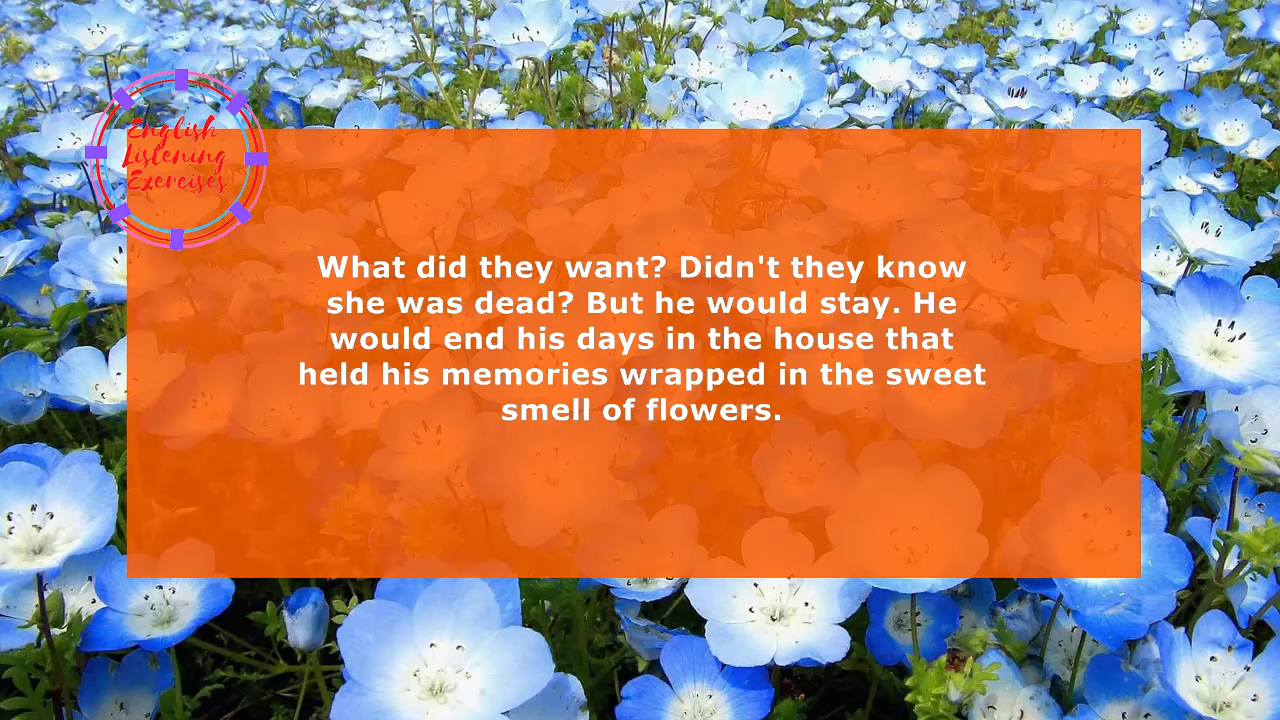 English
Listening
Exercises
What did they want? Didn't they know
she was dead? But he would stay. He
would end his days in the house that
held his memories wrapped in the sweet
smell of flowers.